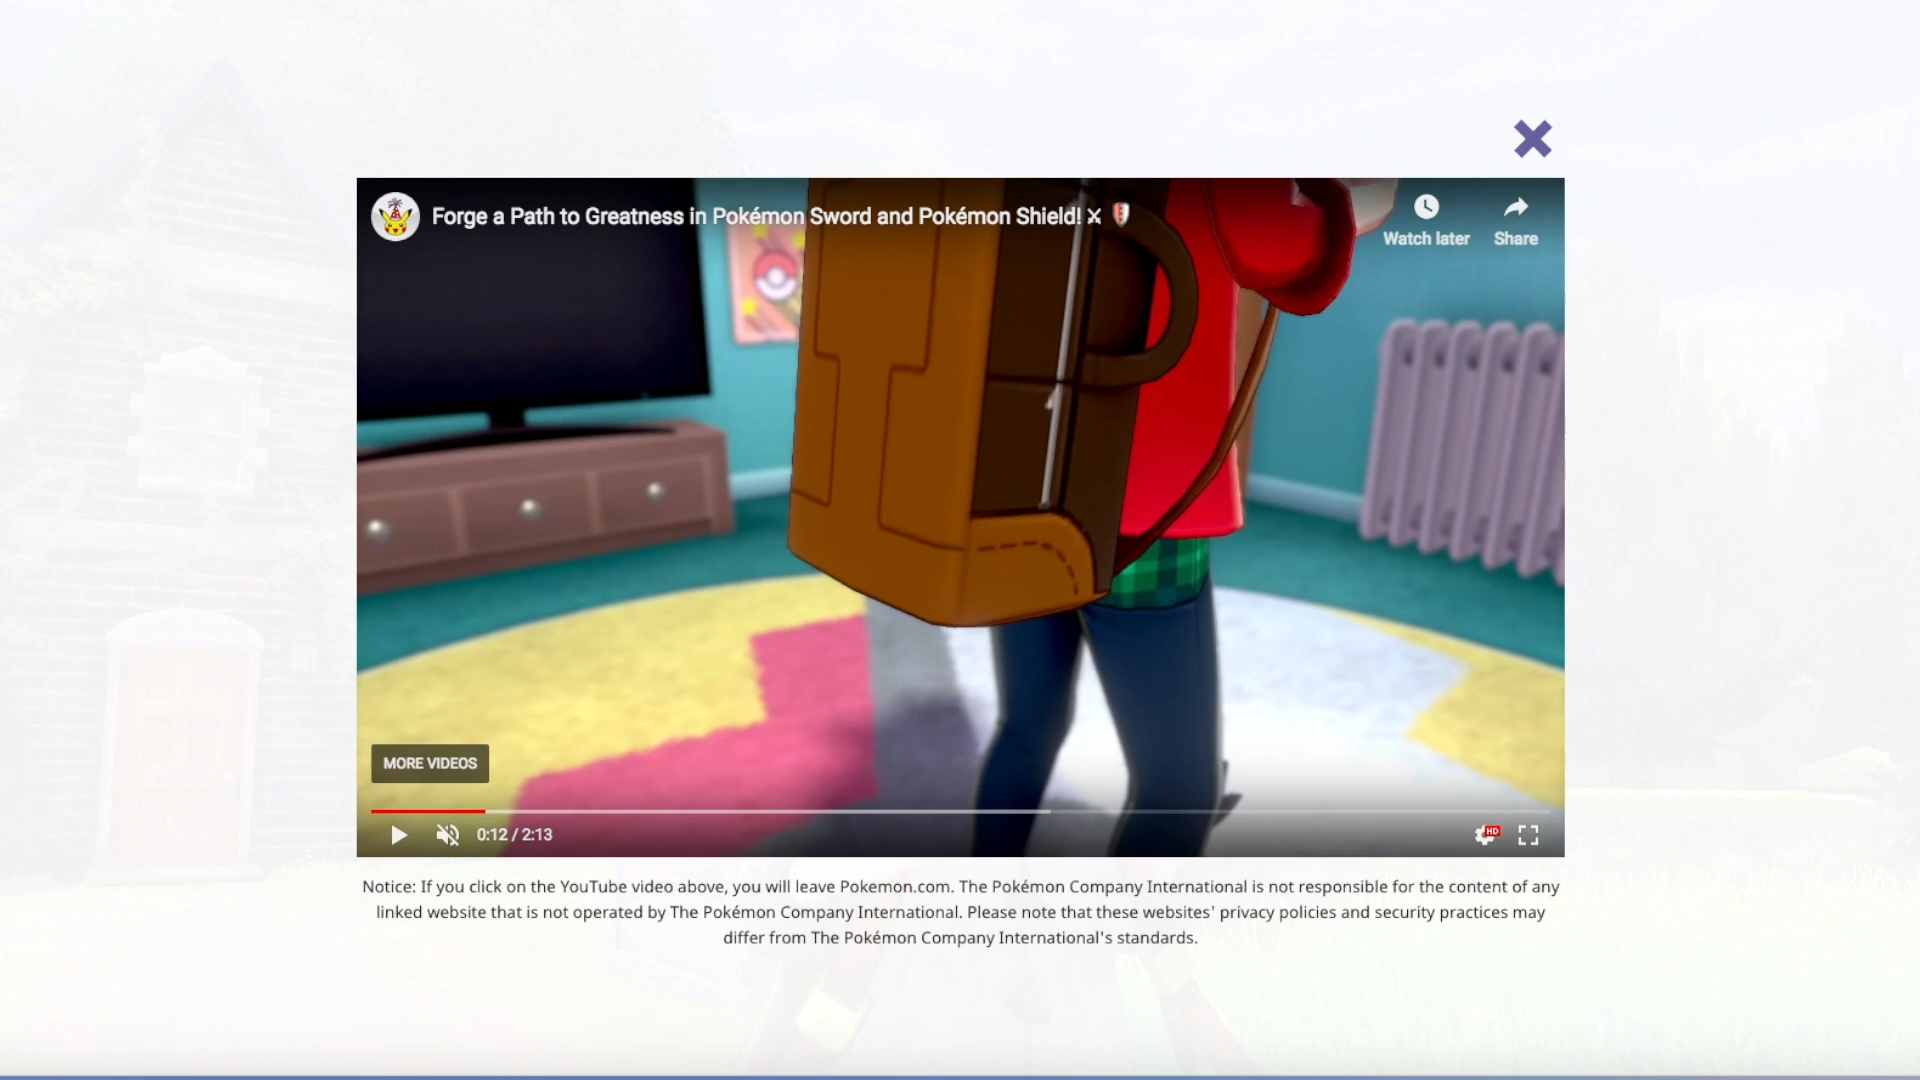 Forge a Path to Greatness in Pokémon Sword and Pokémon Shield! ⚔ 🛡
Watch later
Share
MORE VIDEOS
0:12 / 2:13
HD
Notice: If you click on the YouTube video above, you will leave Pokemon.com. The Pokémon Company International is not responsible for the content of any
linked website that is not operated by The Pokémon Company International. Please note that these websites' privacy policies and security practices may
differ from The Pokémon Company International's standards.